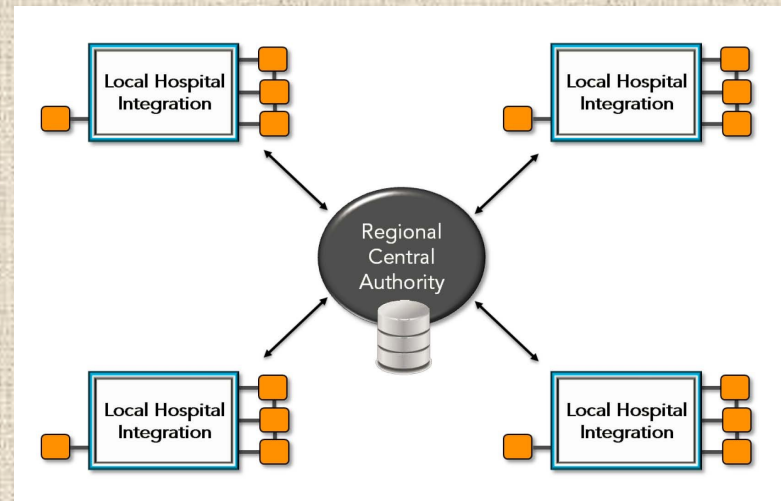 Local Hospital
Integration
Local Hospital
Integration
Regional
Central
Authority
Local Hospital
Integration
Local Hospital
Integration